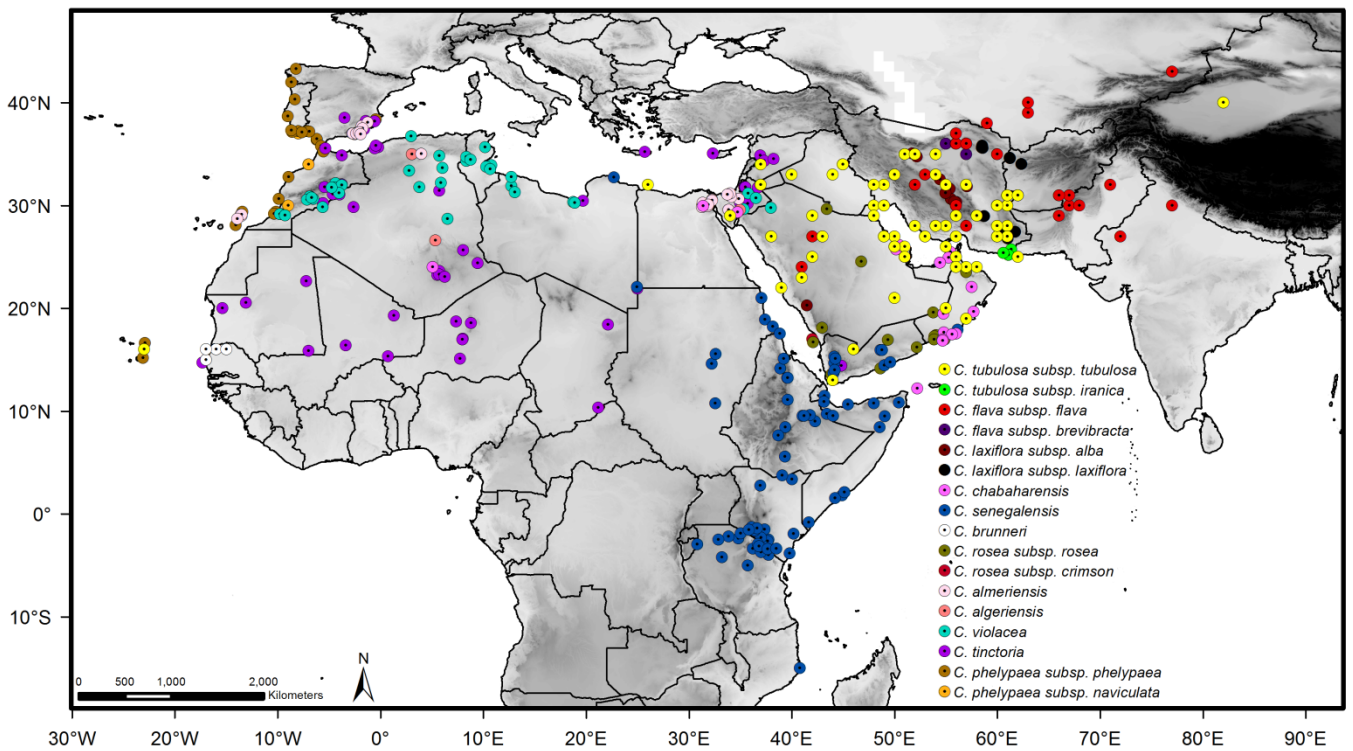 40°N
30°N
20°N
10°N
0°
10°S
C. tubulosa subsp. tubulosa
C. tubulosa subsp. iranica
C. flava subsp. flava
C. flava subsp. brevibracta
C. laxiflora subsp. alba
C. laxiflora subsp. laxiflora
C. chabaharensis
C. senegalensis
C. brunneri
C. rosea subsp. rosea
C. rosea subsp. crimson
C. almeriensis
C. algeriensis
C. violacea
C. tinctoria
C. phelypaea subsp. phelypaea
C. phelypaea subsp. naviculata
N
0 500 1,000 2,000
Kilometers
30°W 20°W 10°W 0°E 10°E 20°E 30°E 40°E 50°E 60°E 70°E 80°E 90°E